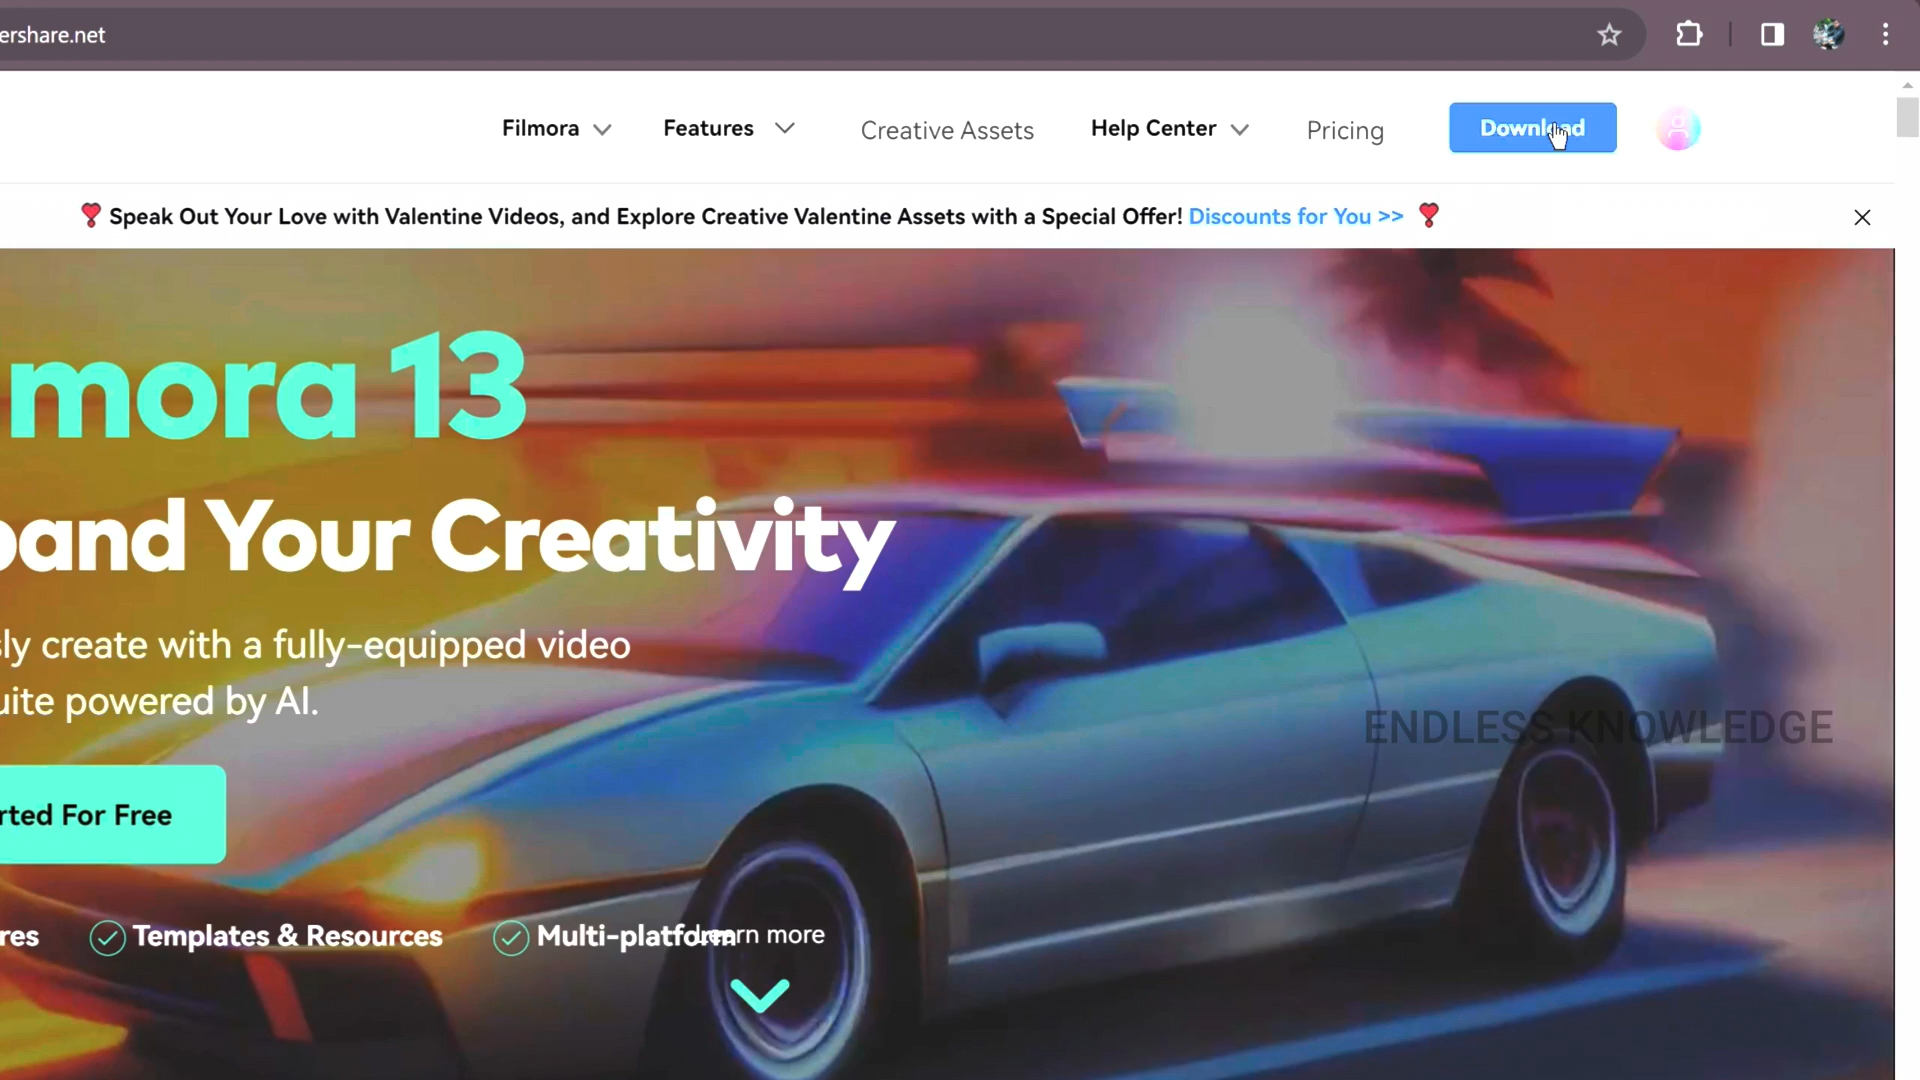 ershare.net
Filmora Features Creative Assets Help Center Pricing Download
Speak Out Your Love with Valentine Videos, and Explore Creative Valentine Assets with a Special Offer! Discounts for You >>
mora 13
and Your Creativity
ly create with a fully-equipped video
uite powered by AI.
ENDLESS KNOWLEDGE
rted For Free
res Templates & Resources Multi-platform Learn more